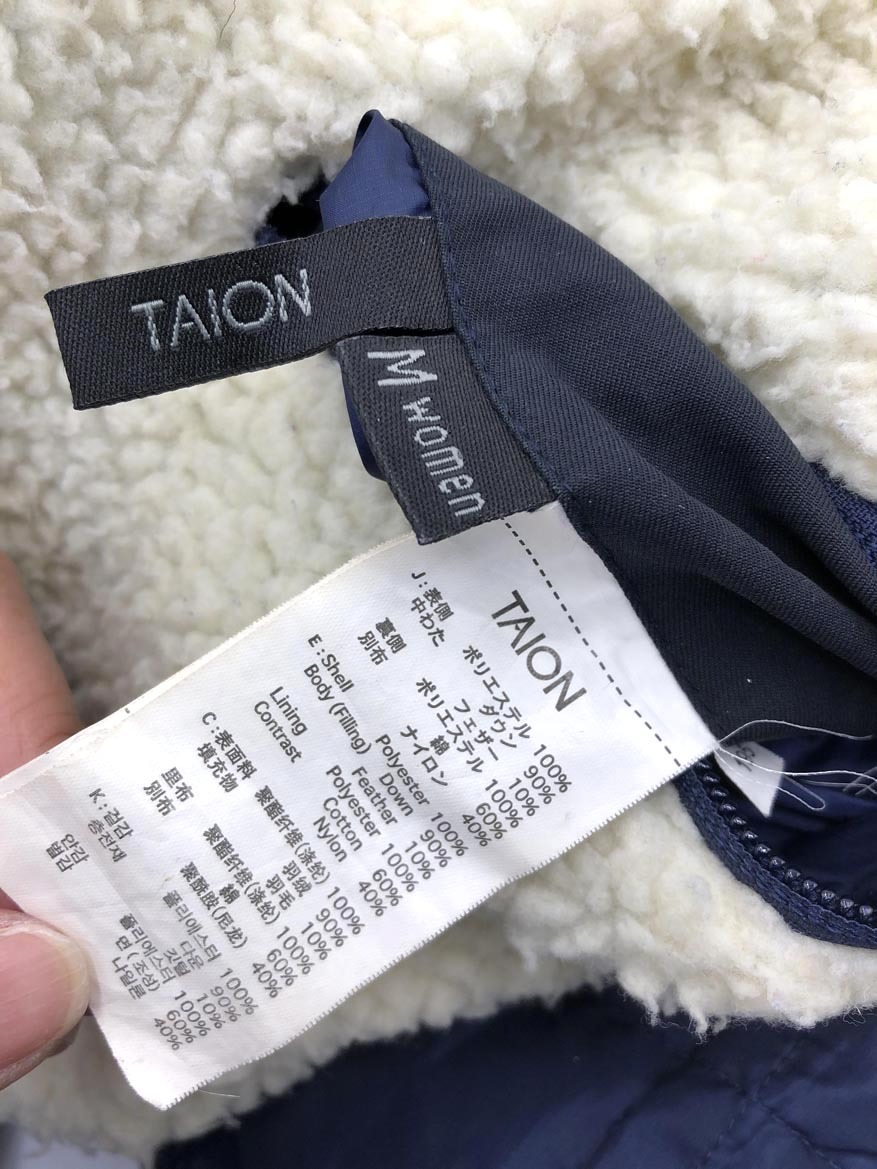 TAION
M women
TAION
J:表側 ポリエステル 100%
中わた ダウン 90%
フェザー 10%
裏側 ポリエステル 100%
別布 綿 60%
ナイロン 40%
E:Shell Polyester 100%
Body (Filling) Down 90%
Feather 10%
Lining Polyester 100%
Contrast Cotton 60%
Nylon 40%
C:表面料 聚酯纤维(涤纶) 100%
填充物 羽绒 90%
羽毛 10%
里布 聚酯纤维(涤纶) 100%
别布 綿 60%
聚酰胺(尼龙) 40%
K:겉감 폴리에스터 100%
충전재 다운 90%
깃털 10%
안감 폴리에스터 100%
배색 면(조성) 60%
나일론 40%